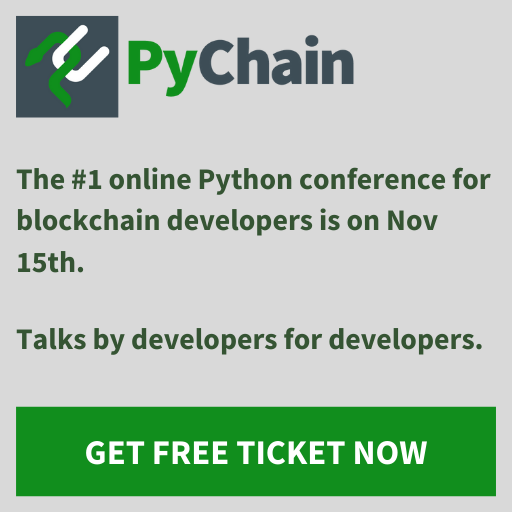 PyChain
The #1 online Python conference for
blockchain developers is on Nov
15th.
Talks by developers for developers.
GET FREE TICKET NOW